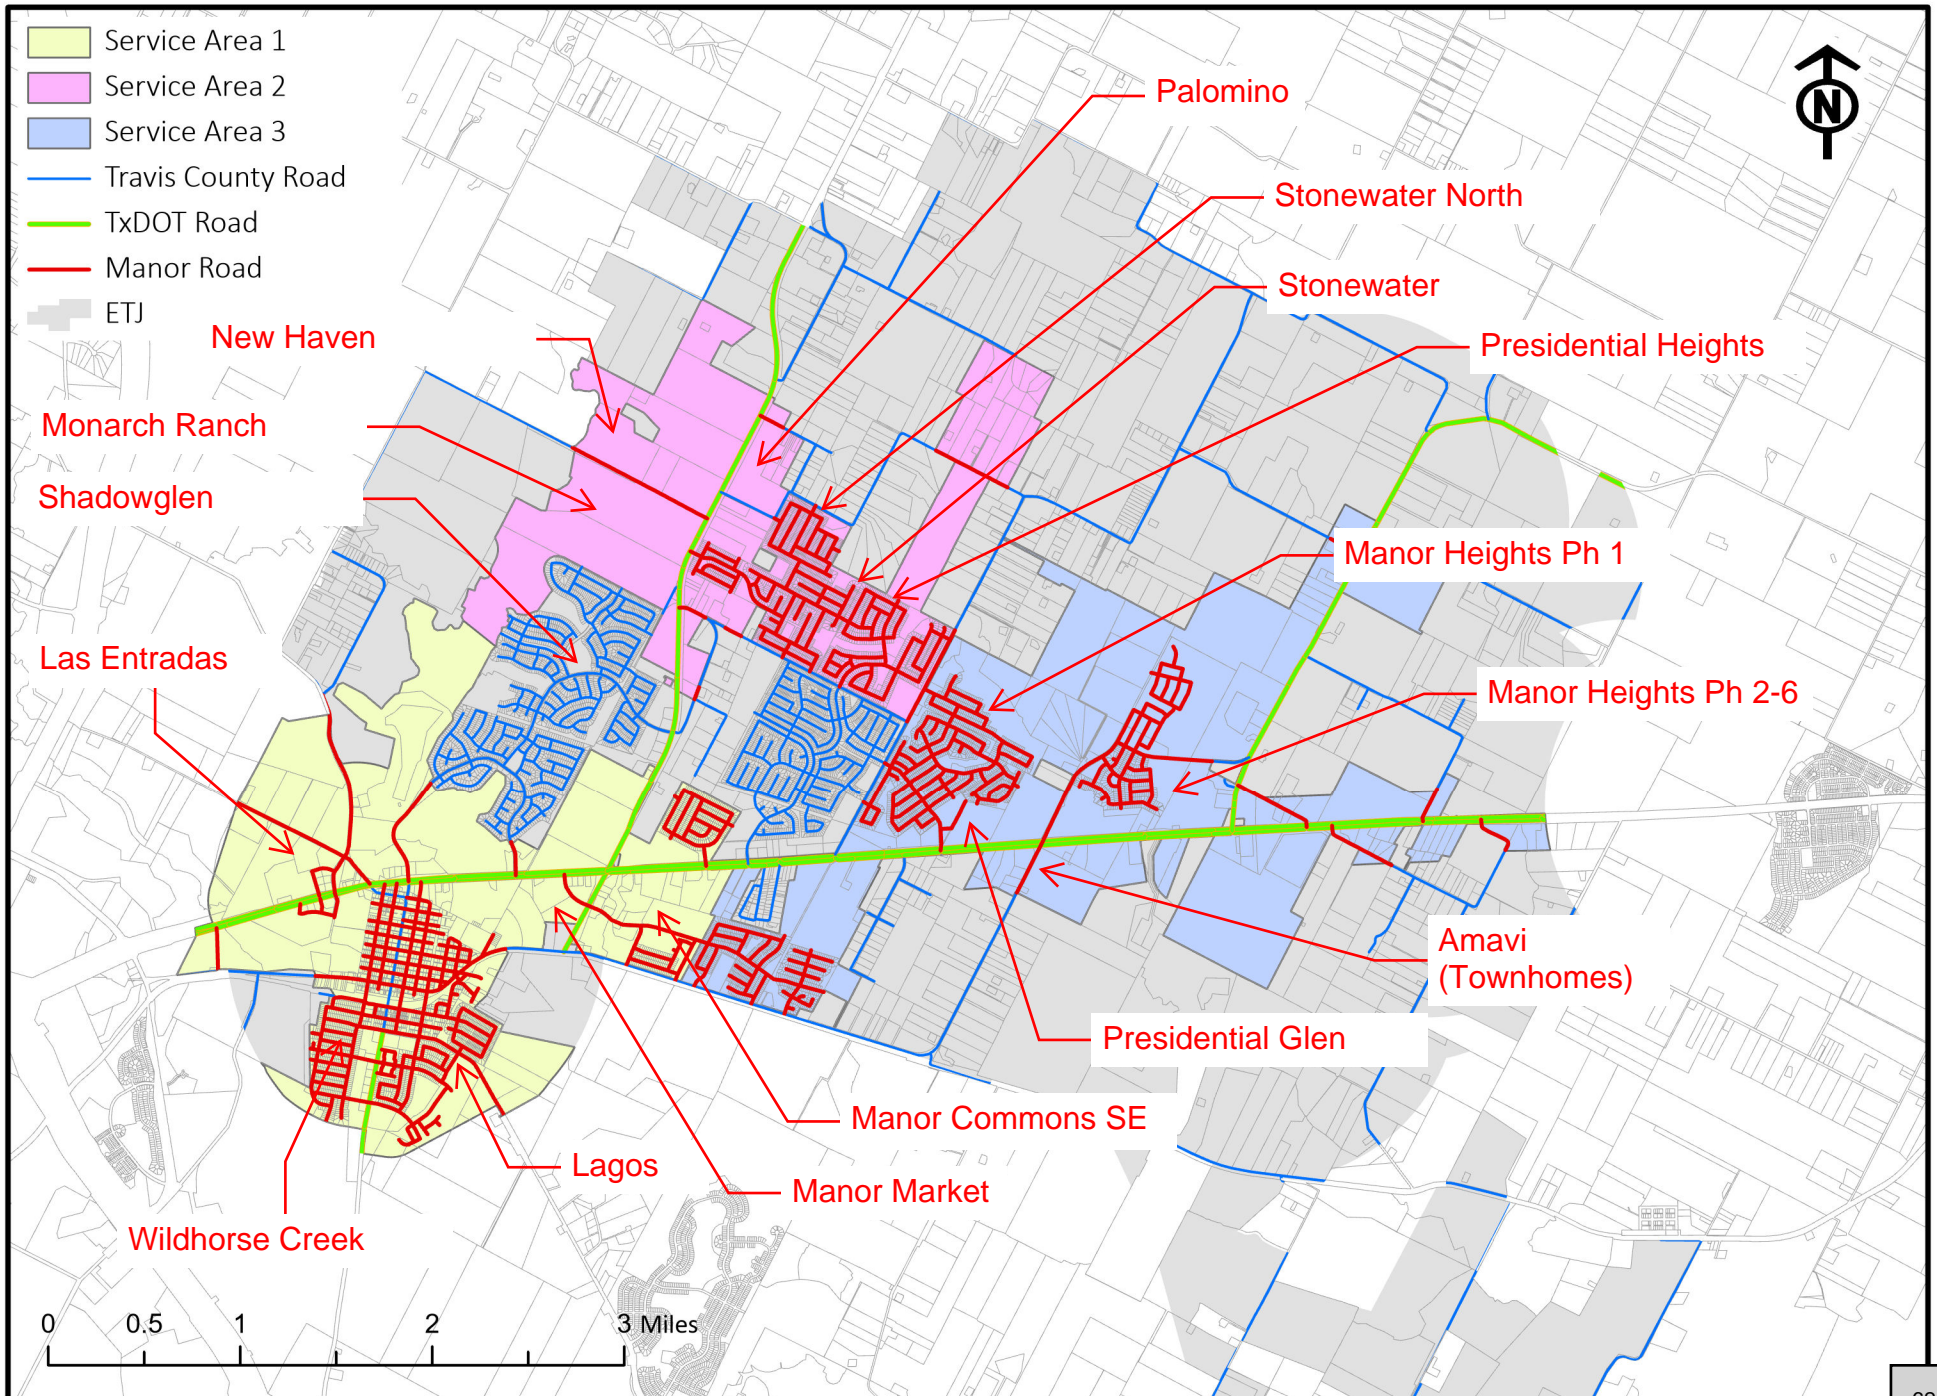 Service Area 1
Service Area 2
Service Area 3
Travis County Road
TxDOT Road
Manor Road
ETJ
N
Palomino
Stonewater North
Stonewater
Presidential Heights
New Haven
Monarch Ranch
Shadowglen
Manor Heights Ph 1
Las Entradas
Manor Heights Ph 2-6
Amavi
(Townhomes)
Presidential Glen
Manor Commons SE
Lagos
Manor Market
Wildhorse Creek
0 0.5 1 2 3 Miles